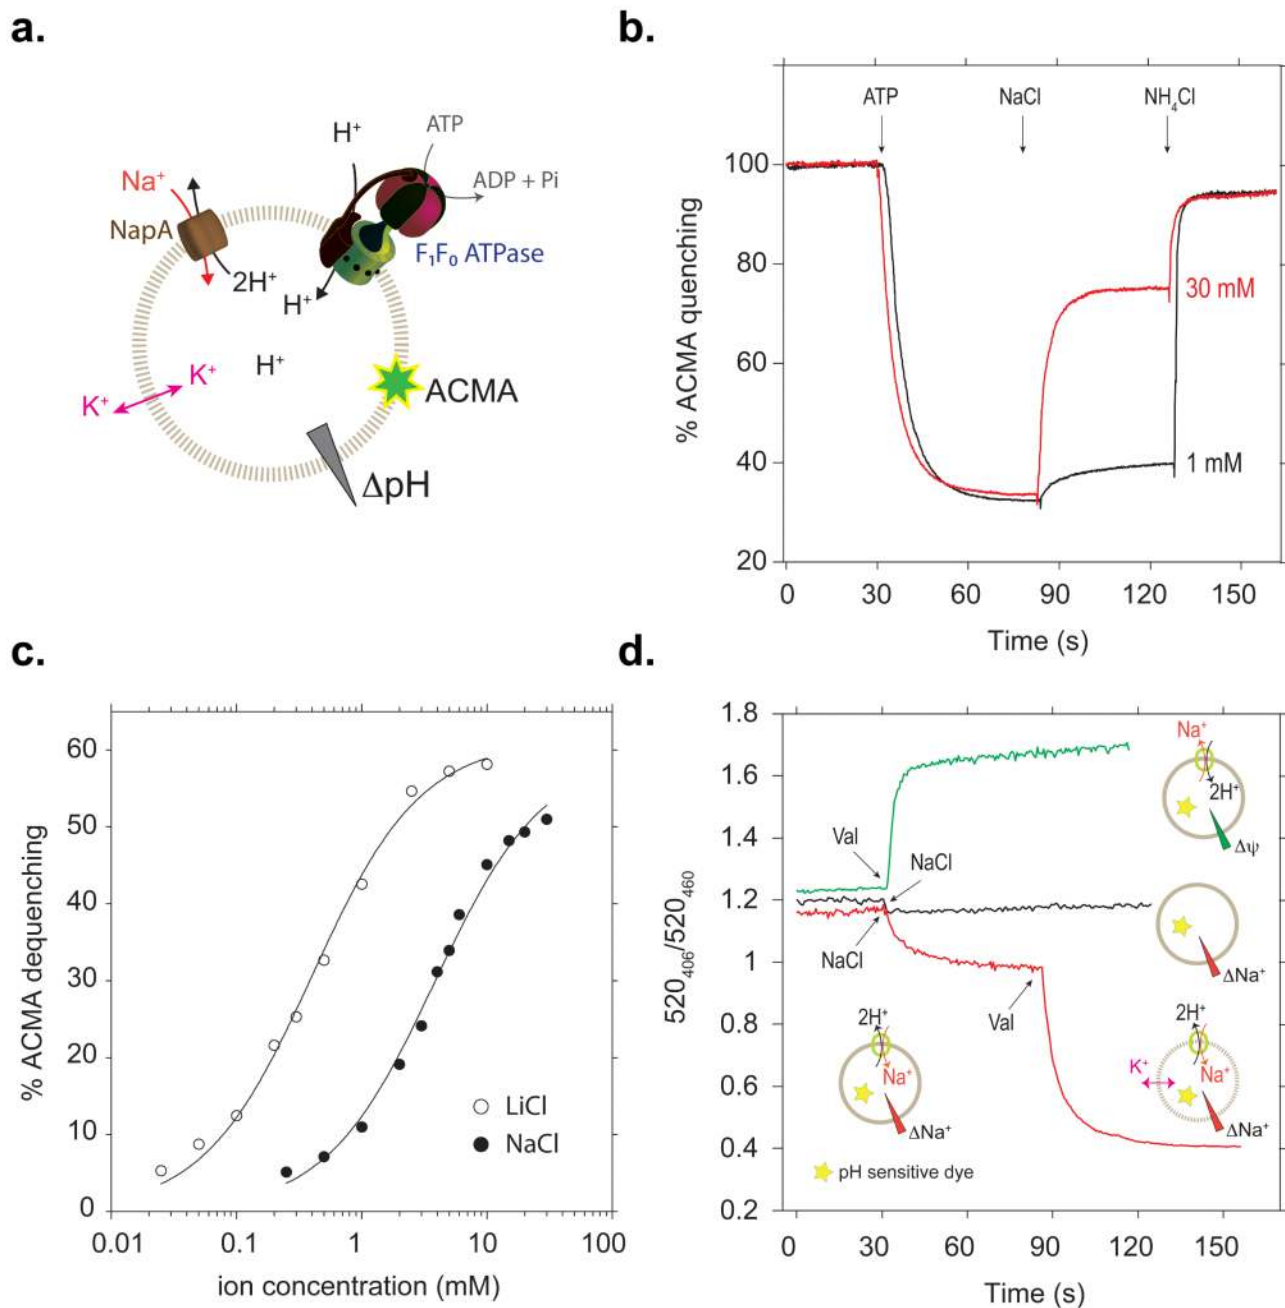 a.
H⁺
ATP
ADP + Pi
Na⁺
NapA
F₁F₀ ATPase
2H⁺
H⁺
H⁺
K⁺
K⁺
ACMA
ΔpH
b.
ATP
NaCl
NH₄Cl
100
80
60
40
20
% ACMA quenching
30 mM
1 mM
0
30
60
90
120
150
Time (s)
c.
60
50
40
30
20
10
0
% ACMA dequenching
LiCl
NaCl
0.01
0.1
1
10
100
ion concentration (mM)
d.
1.8
1.6
1.4
1.2
1
0.8
0.6
0.4
0.2
520₄₀₆/520₄₆₀
Na⁺
2H⁺
Δψ
Val
NaCl
NaCl
ΔNa⁺
Val
2H⁺
Na⁺
ΔNa⁺
2H⁺
K⁺
Na⁺
ΔNa⁺
pH sensitive dye
0
30
60
90
120
150
Time (s)